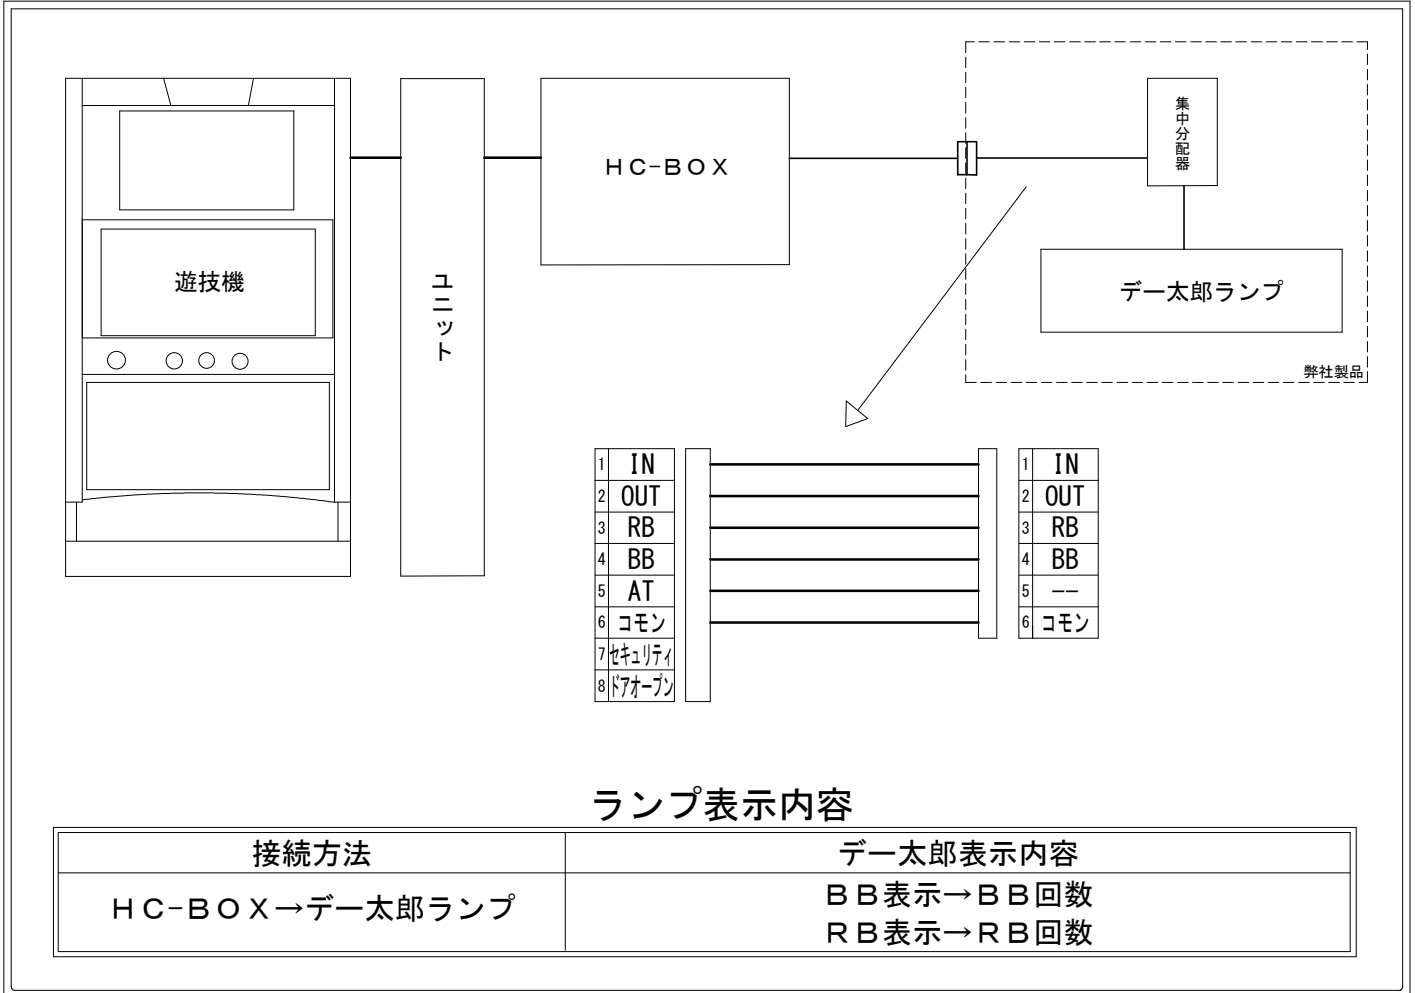 集中分配器
HC-BOX
遊技機
ユニット
デー太郎ランプ
弊社製品
1 IN
2 OUT
3 RB
4 BB
5 AT
6 コモン
7 セキュリティ
8 ドアオープン
1 IN
2 OUT
3 RB
4 BB
5 --
6 コモン
ランプ表示内容
接続方法 デー太郎表示内容
HC-BOX→デー太郎ランプ
BB表示→BB回数
RB表示→RB回数